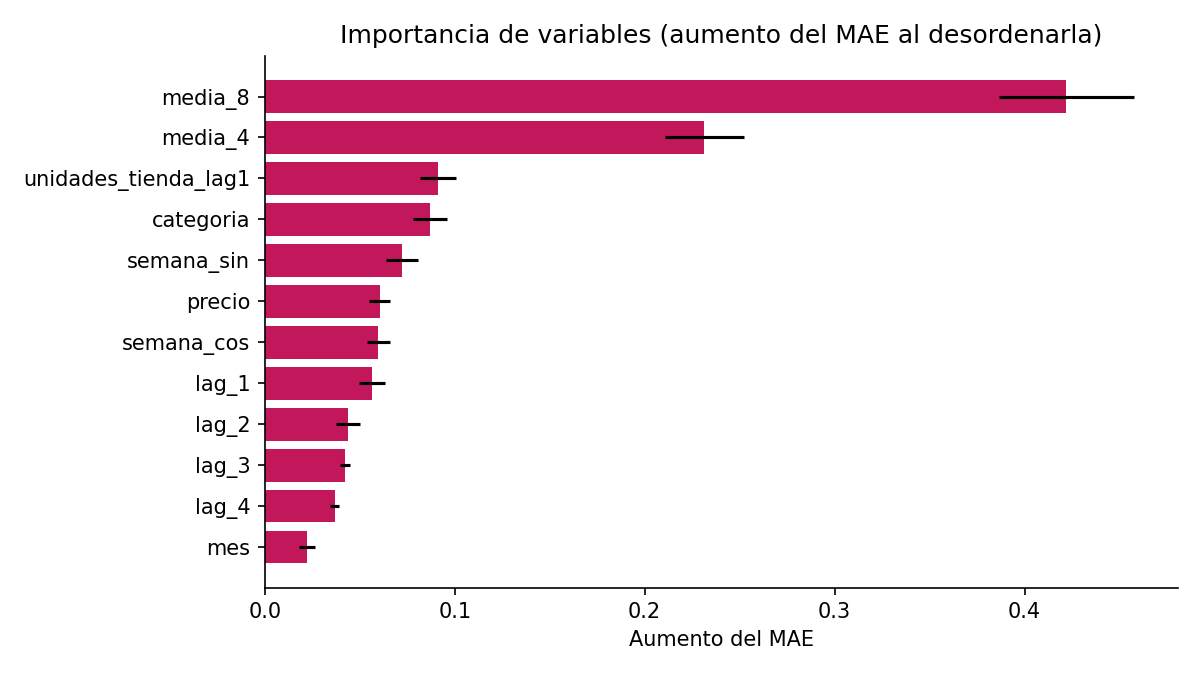 Importancia de variables (aumento del MAE al desordenarla)
media_8
media_4
unidades_tienda_lag1
categoria
semana_sin
precio
semana_cos
lag_1
lag_2
lag_3
lag_4
mes
0.0 0.1 0.2 0.3 0.4
Aumento del MAE